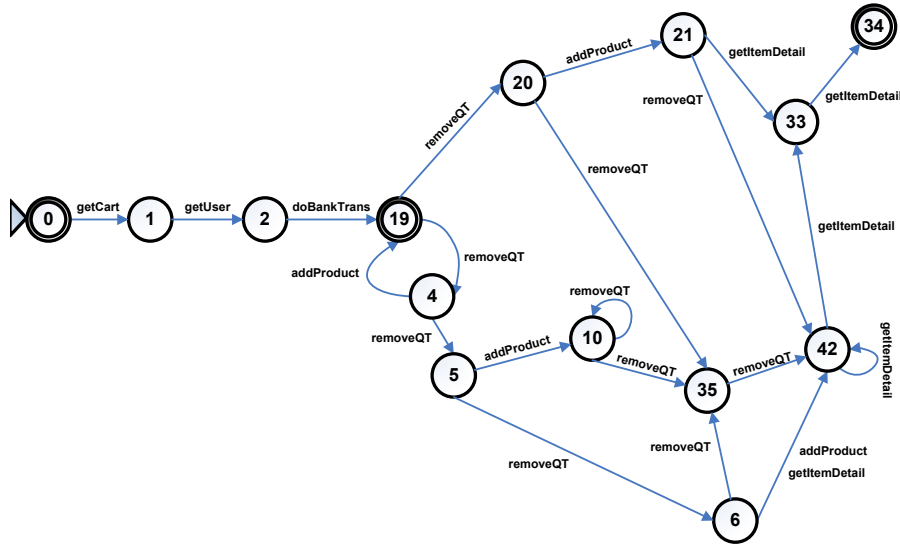 34
21
addProduct
getItemDetail
20
removeQT
getItemDetail
33
removeQT
removeQT
getCart
getUser
doBankTrans
0
1
2
19
getItemDetail
removeQT
addProduct
4
removeQT
removeQT
10
addProduct
removeQT
removeQT
42
getItemDetail
5
35
addProduct
removeQT
removeQT
getItemDetail
6